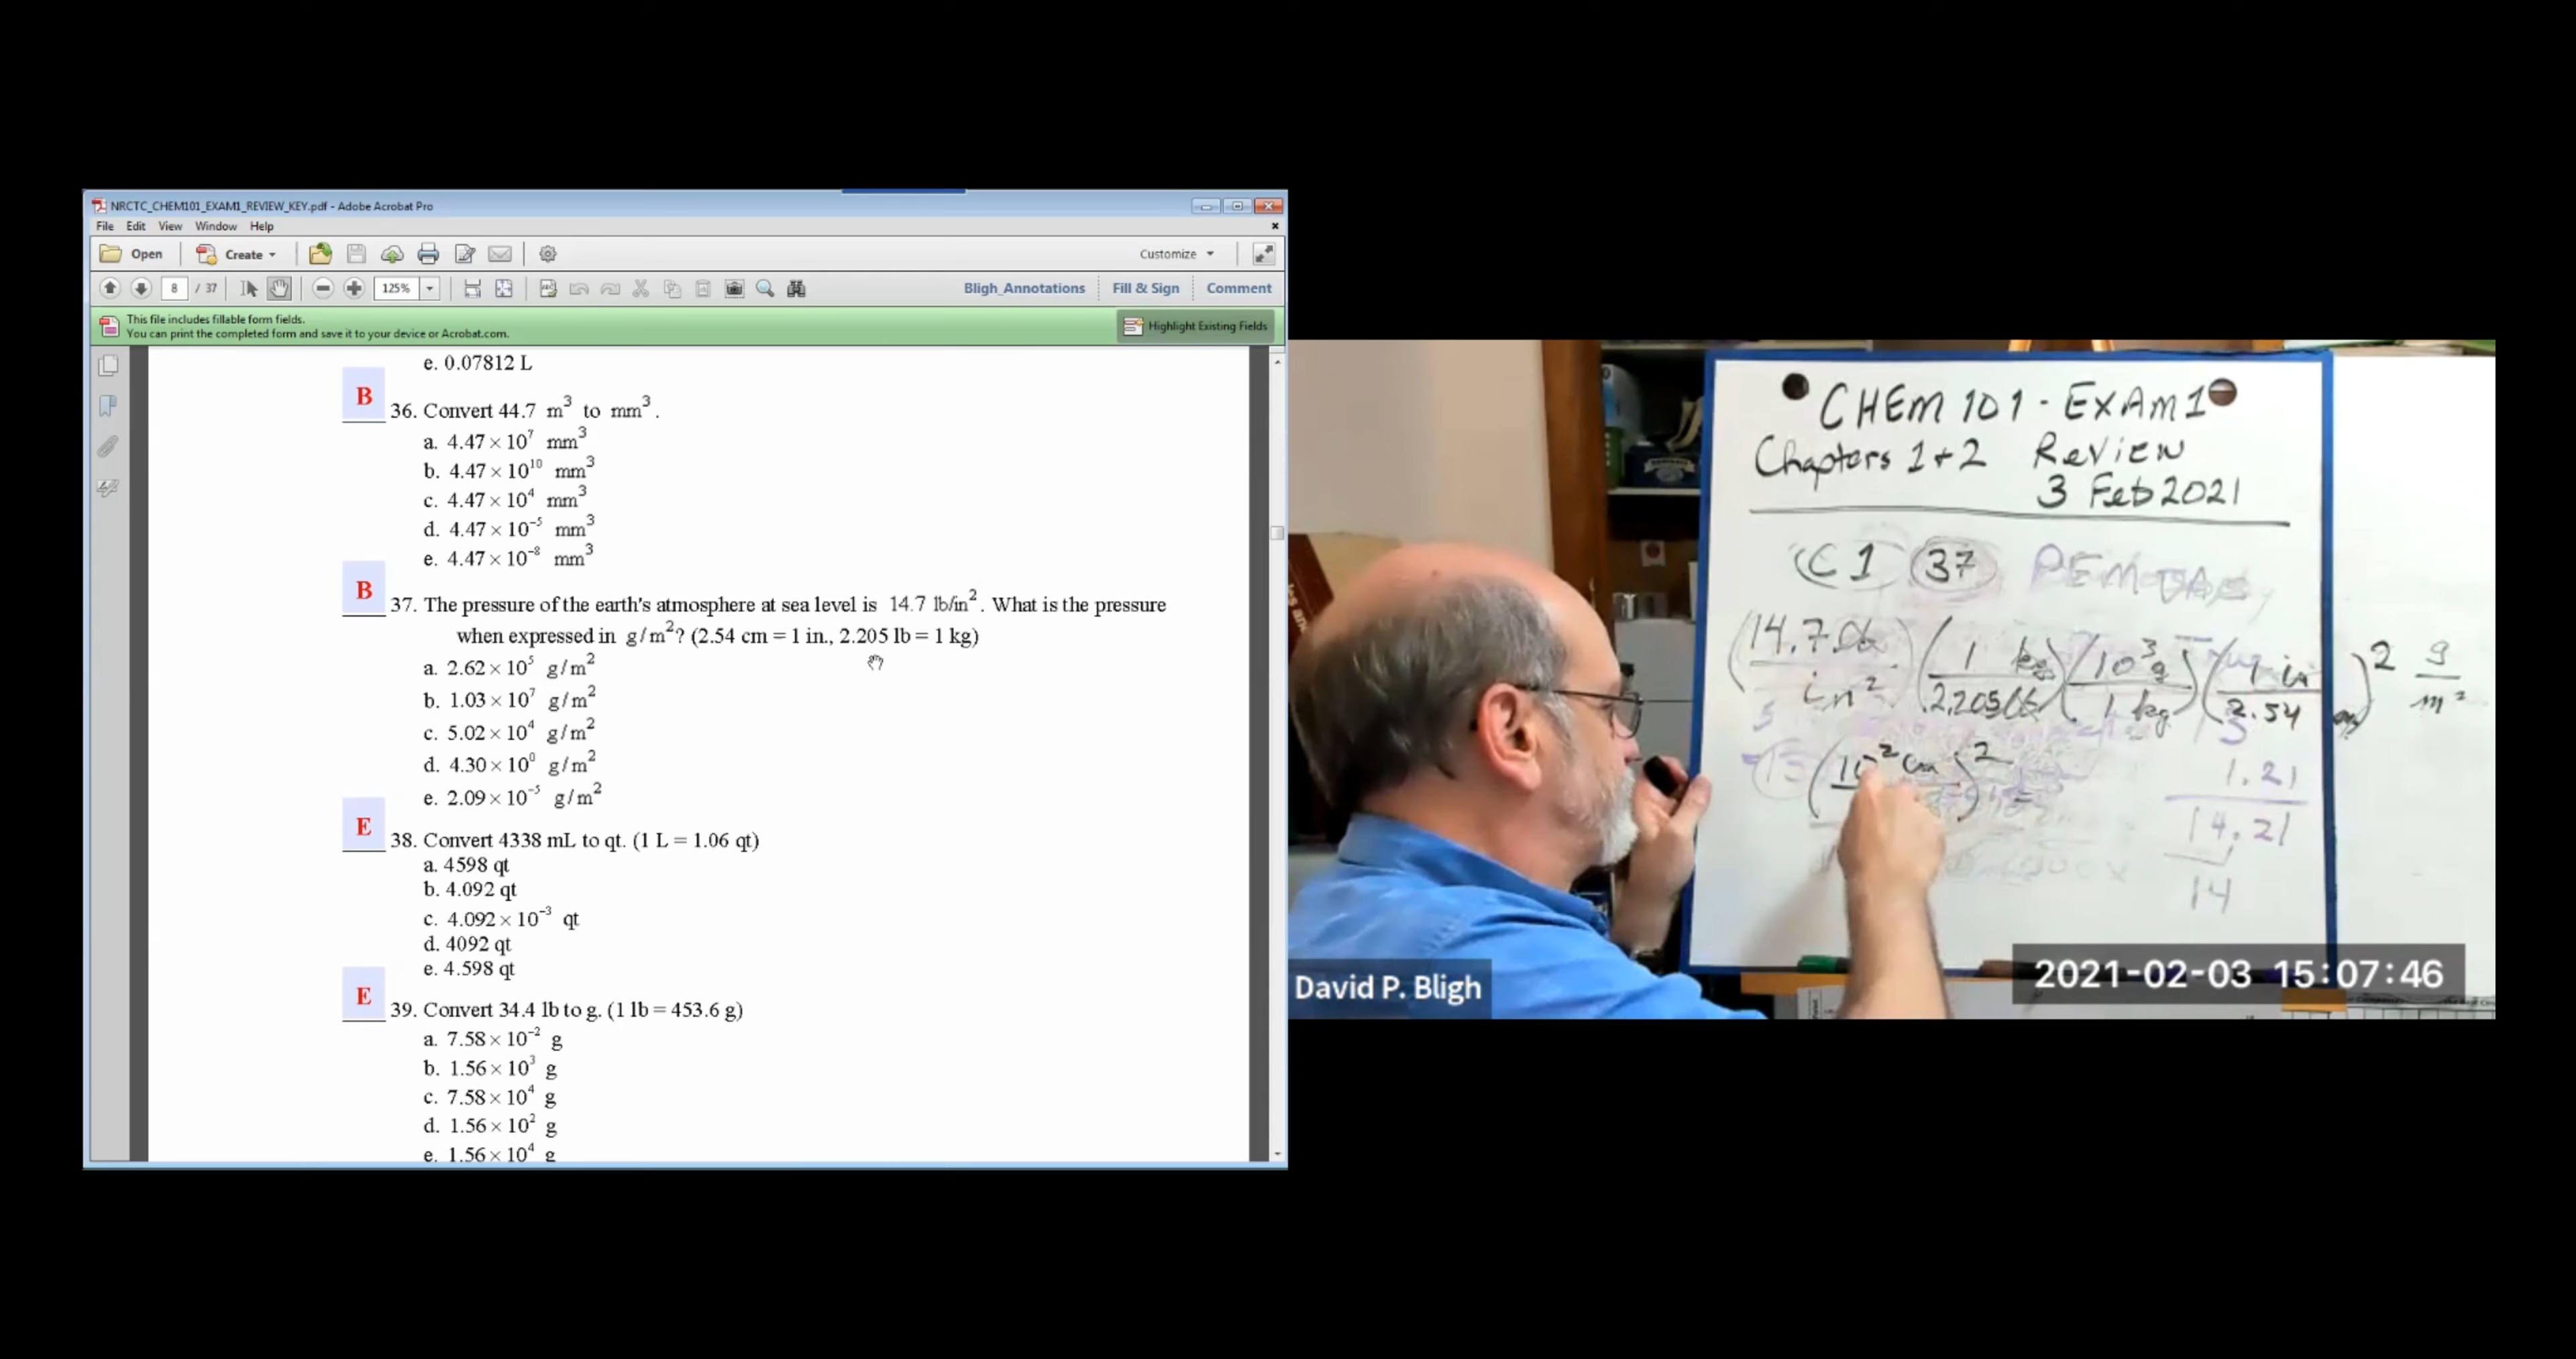 NRCTC_CHEM101_EXAM1_REVIEW_KEY.pdf - Adobe Acrobat Pro
File Edit View Window Help
Open Create Customize
8 / 37 125% Bligh_Annotations Fill & Sign Comment
This file includes fillable form fields.
You can print the completed form and save it to your device or Acrobat.com.
Highlight Existing Fields
e. 0.07812 L
B 36. Convert 44.7 m³ to mm³.
a. 4.47 × 10⁷ mm³
b. 4.47 × 10¹⁰ mm³
c. 4.47 × 10⁴ mm³
d. 4.47 × 10⁻⁵ mm³
e. 4.47 × 10⁻⁸ mm³
B 37. The pressure of the earth's atmosphere at sea level is 14.7 lb/in². What is the pressure
when expressed in g/m²? (2.54 cm = 1 in., 2.205 lb = 1 kg)
a. 2.62 × 10⁵ g/m²
b. 1.03 × 10⁷ g/m²
c. 5.02 × 10⁴ g/m²
d. 4.30 × 10⁰ g/m²
e. 2.09 × 10⁻⁵ g/m²
E 38. Convert 4338 mL to qt. (1 L = 1.06 qt)
a. 4598 qt
b. 4.092 qt
c. 4.092 × 10⁻³ qt
d. 4092 qt
e. 4.598 qt
E 39. Convert 34.4 lb to g. (1 lb = 453.6 g)
a. 7.58 × 10⁻² g
b. 1.56 × 10³ g
c. 7.58 × 10⁴ g
d. 1.56 × 10² g
e. 1.56 × 10⁴ g
CHEM 101 - EXAM 1
Chapters 1+2 Review
3 Feb 2021
C1 37 PEMDAS
(14.7 lb / in²) (1 kg / 2.205 lb) (10³ g / 1 kg) (1 in / 2.54 cm)² g / m²
(10² cm)²
1.21
14.21
14
David P. Bligh
2021-02-03 15:07:46